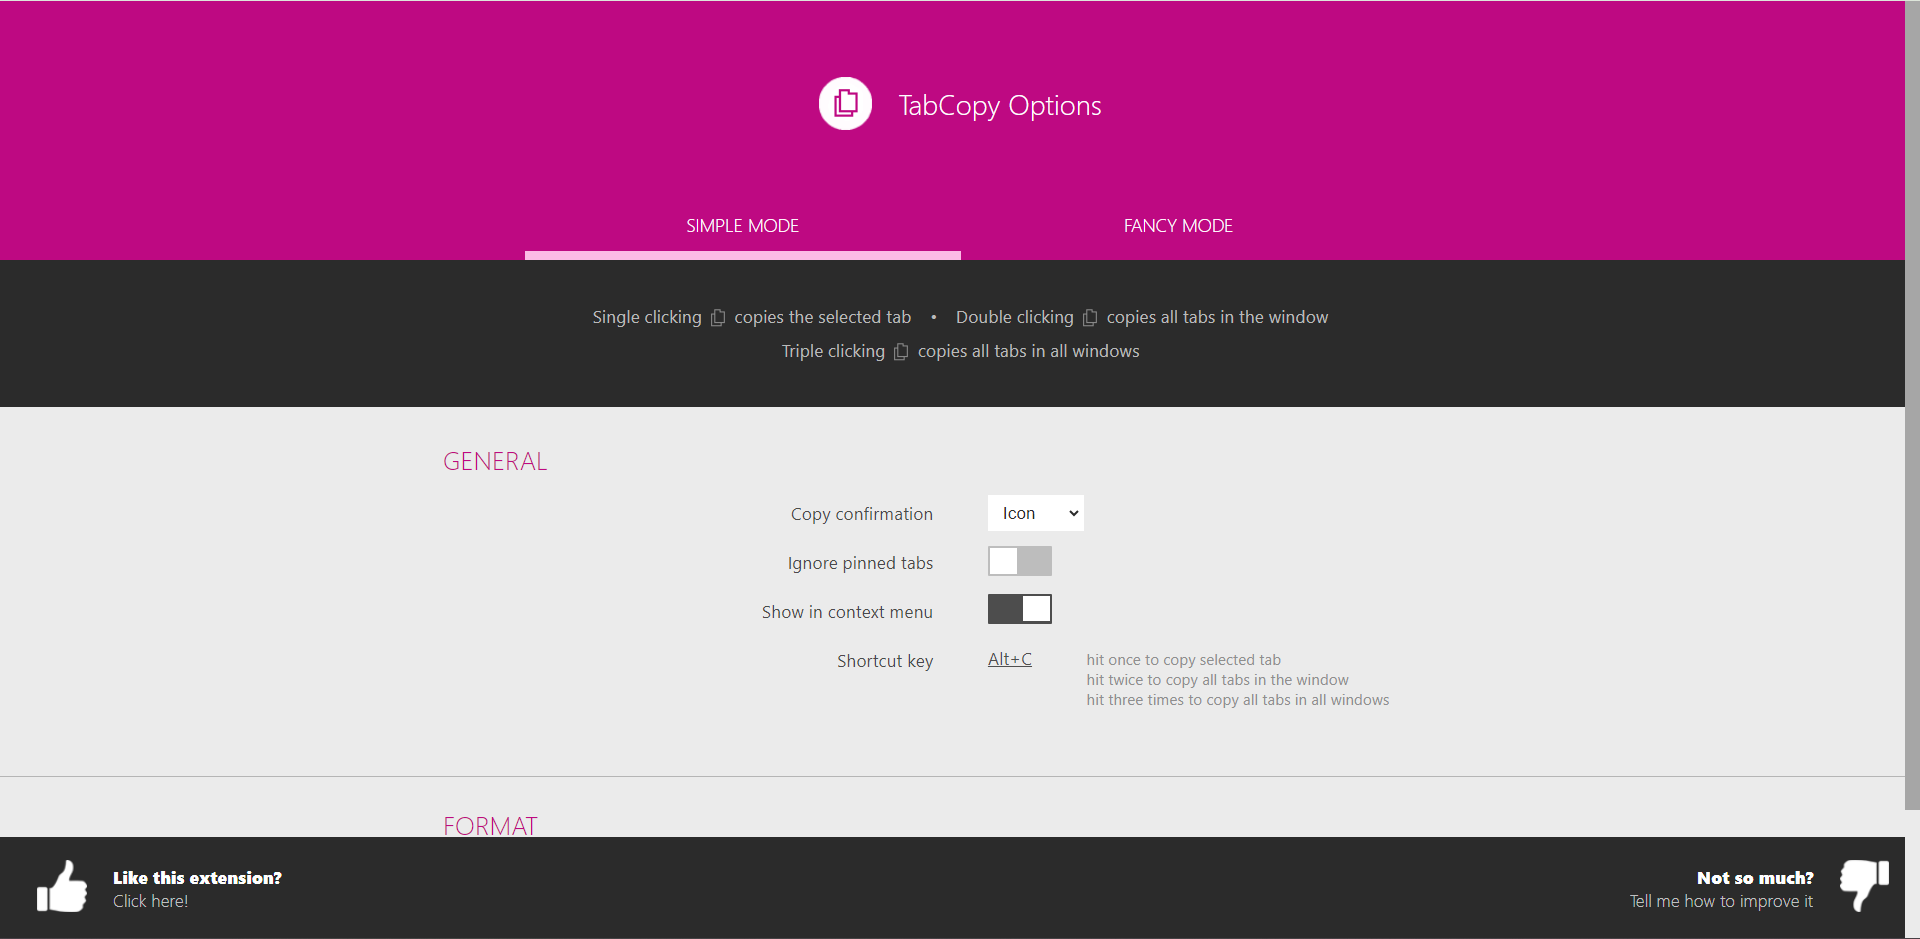 TabCopy Options
SIMPLE MODE
FANCY MODE
Single clicking copies the selected tab • Double clicking copies all tabs in the window
Triple clicking copies all tabs in all windows
GENERAL
Copy confirmation
Icon
Ignore pinned tabs
Show in context menu
Shortcut key
Alt+C
hit once to copy selected tab
hit twice to copy all tabs in the window
hit three times to copy all tabs in all windows
FORMAT
Like this extension?
Click here!
Not so much?
Tell me how to improve it